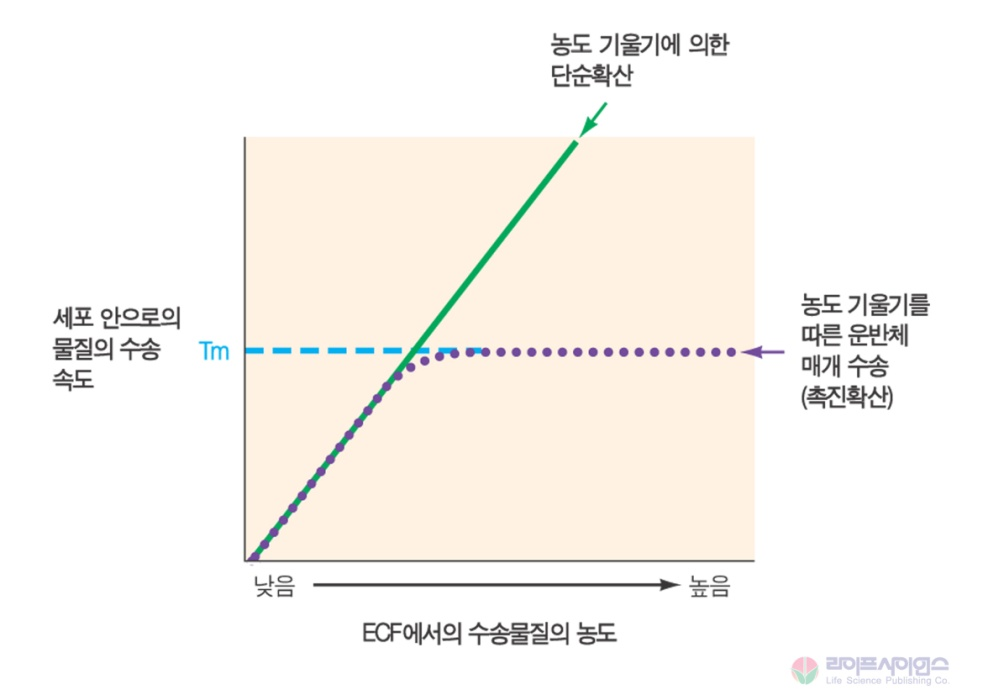 농도 기울기에 의한
단순확산
세포 안으로의
물질의 수송
속도
Tm
농도 기울기를
따른 운반체
매개 수송
(촉진확산)
낮음
높음
ECF에서의 수송물질의 농도
라이프사이언스
Life Science Publishing Co.